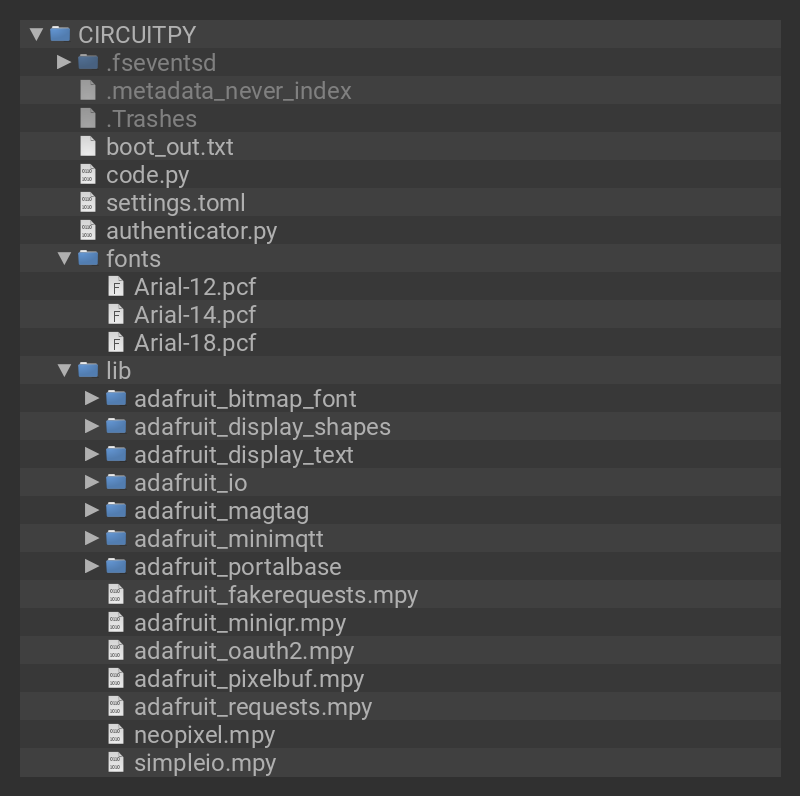 CIRCUITPY
.fseventsd
.metadata_never_index
.Trashes
boot_out.txt
code.py
settings.toml
authenticator.py
fonts
Arial-12.pcf
Arial-14.pcf
Arial-18.pcf
lib
adafruit_bitmap_font
adafruit_display_shapes
adafruit_display_text
adafruit_io
adafruit_magtag
adafruit_minimqtt
adafruit_portalbase
adafruit_fakerequests.mpy
adafruit_miniqr.mpy
adafruit_oauth2.mpy
adafruit_pixelbuf.mpy
adafruit_requests.mpy
neopixel.mpy
simpleio.mpy